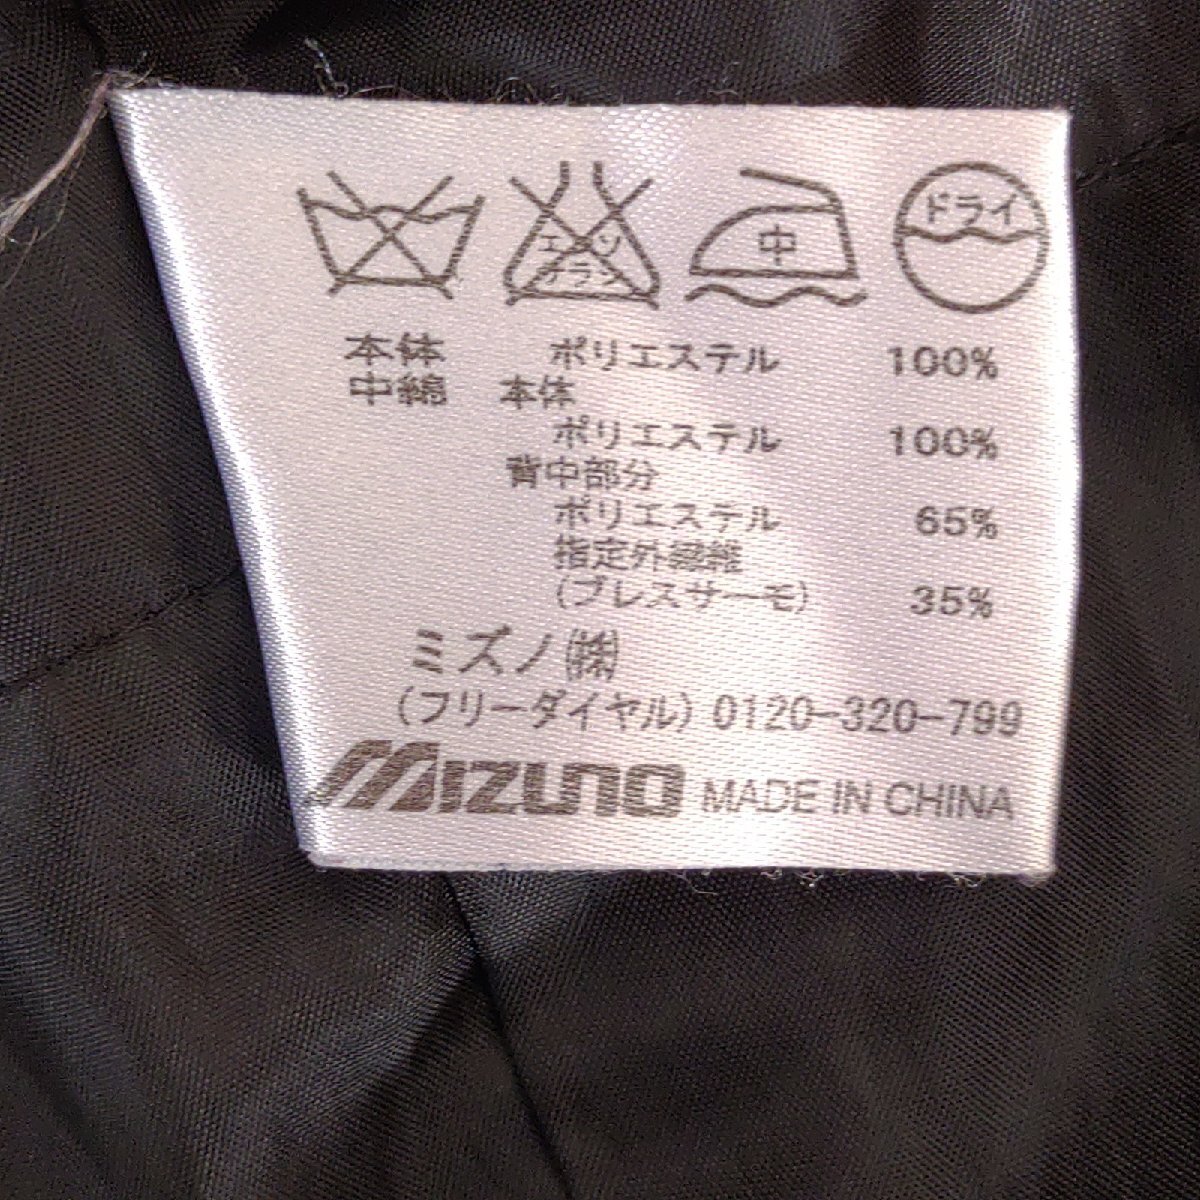 エンソ サラシ 中 ドライ
本体 ポリエステル 100%
中綿 本体
ポリエステル 100%
背中部分
ポリエステル 65%
指定外繊維
(ブレスサーモ) 35%
ミズノ㈱
(フリーダイヤル) 0120-320-799
MIZUNO MADE IN CHINA